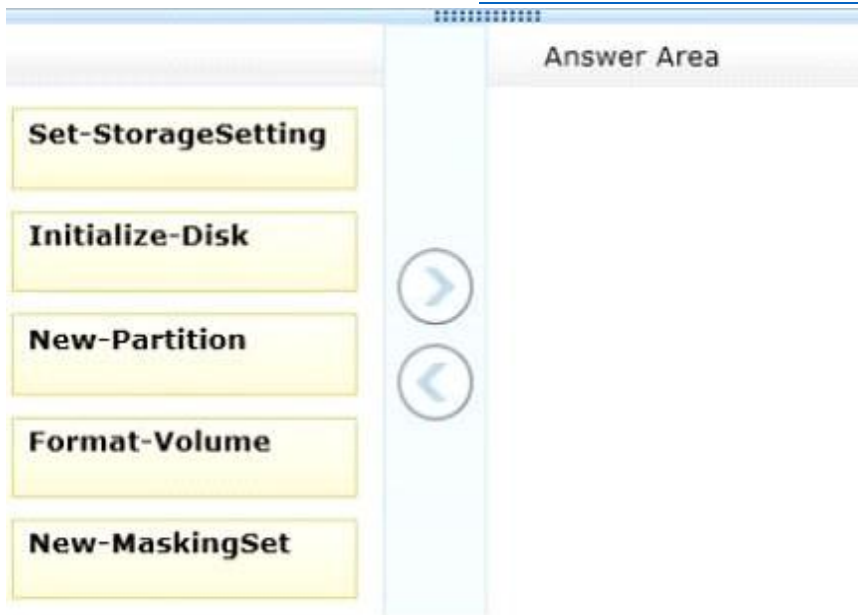 Answer Area
Set-StorageSetting
Initialize-Disk
New-Partition
Format-Volume
New-MaskingSet